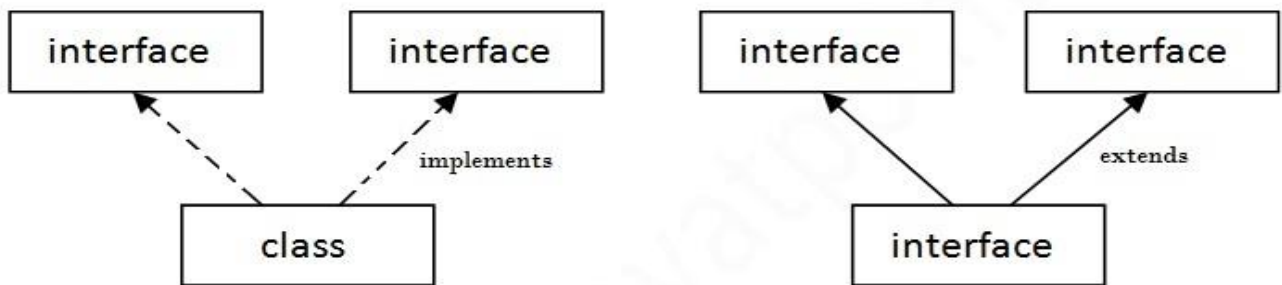 interface
interface
interface
interface
implements
extends
class
interface